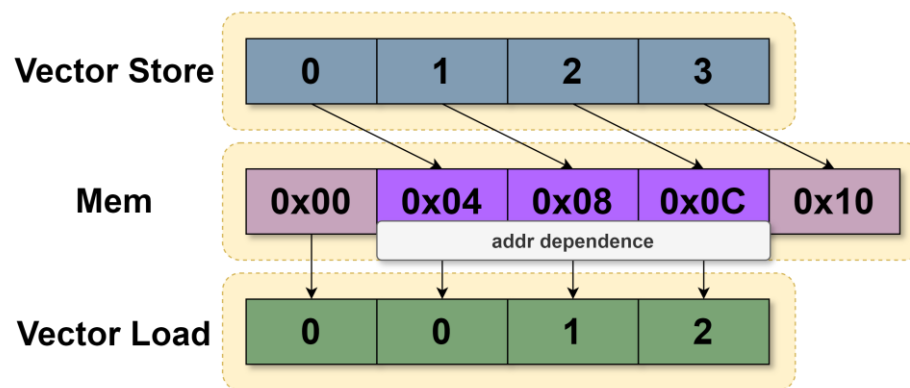 Vector Store 0 1 2 3
Mem 0x00 0x04 0x08 0x0C 0x10
addr dependence
Vector Load 0 0 1 2